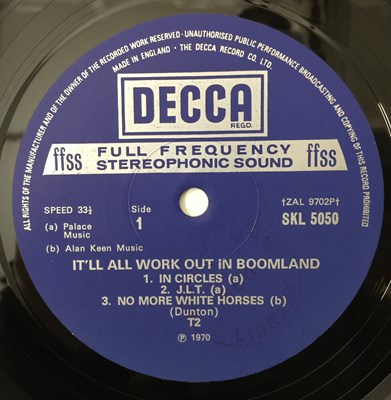 ALL RIGHTS OF THE MANUFACTURER AND OF THE OWNER OF THE RECORDED WORK RESERVED · UNAUTHORISED PUBLIC PERFORMANCE BROADCASTING AND COPYING OF THIS RECORD PROHIBITED
MADE IN ENGLAND · THE DECCA RECORD CO. LTD.
DECCA
REGD.
ffss FULL FREQUENCY ffss
STEREOPHONIC SOUND
SPEED 33⅓ Side †ZAL 9702P†
1 SKL 5050
(a) Palace
Music
(b) Alan Keen Music
IT'LL ALL WORK OUT iN BOOMLAND
1. IN CIRCLES (a)
2. J.L.T. (a)
3. NO MORE WHITE HORSES (b)
(Dunton)
T2
℗ 1970